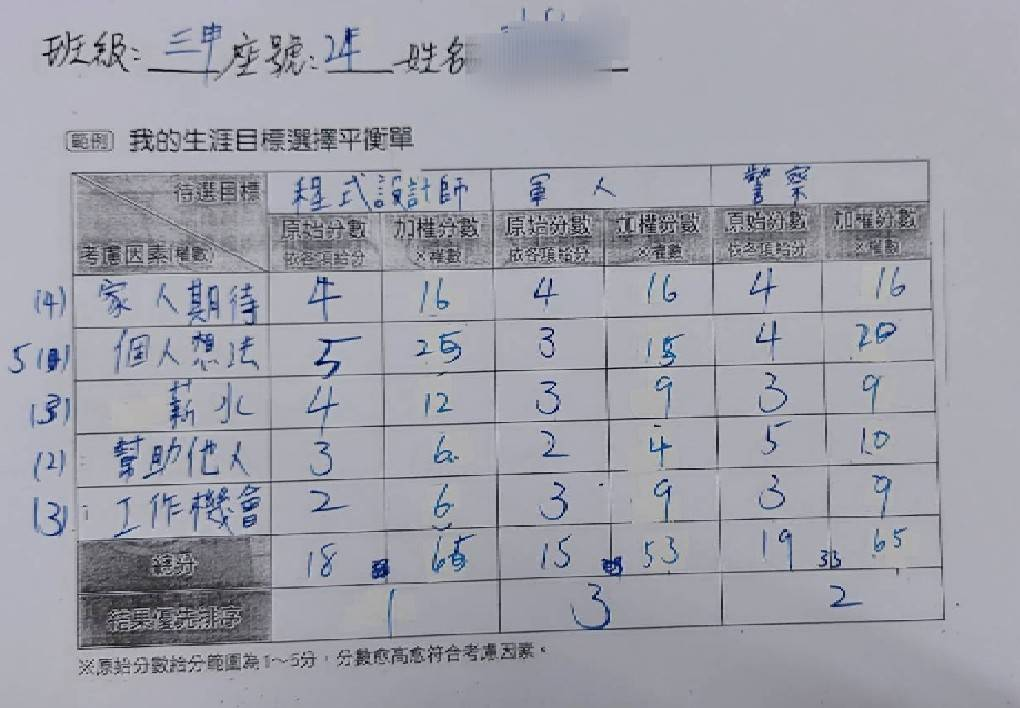 班級:三甲 座號:24 姓名
範例 我的生涯目標選擇平衡單
待選目標 程式設計師 軍人 警察
考慮因素(權數) 原始分數 依各項給分 加權分數 ※權數 原始分數 依各項給分 加權分數 ※權數 原始分數 依各項給分 加權分數 ※權數
(4) 家人期待 4 16 4 16 4 16
5 個人想法 5 25 3 15 4 20
(3) 薪水 4 12 3 9 3 9
(2) 幫助他人 3 6 2 4 5 10
(3) 工作機會 2 6 3 9 3 9
總分 18 65 15 53 19 65
結果優先排序 1 3 2
※原始分數給分範圍為1~5分,分數愈高愈符合考慮因素。